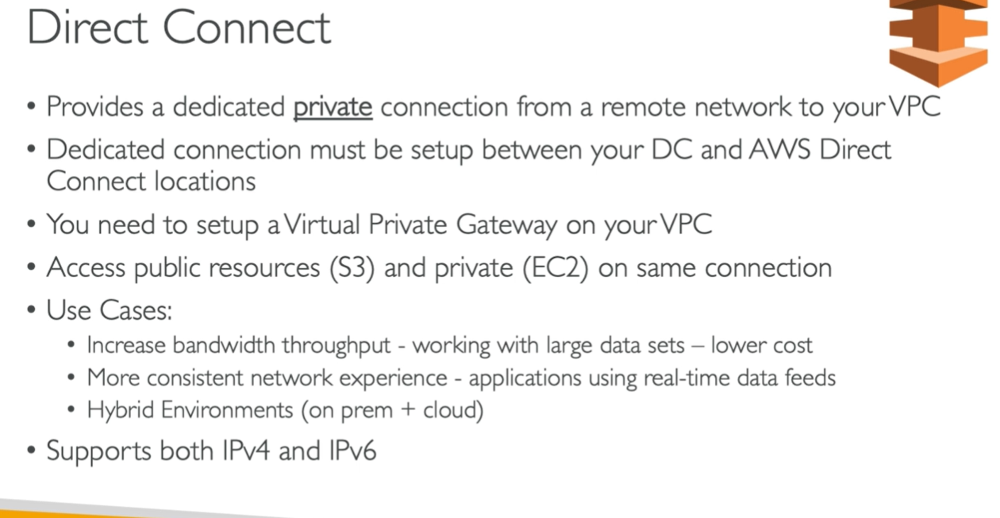 Direct Connect
• Provides a dedicated private connection from a remote network to your VPC
• Dedicated connection must be setup between your DC and AWS Direct
Connect locations
• You need to setup a Virtual Private Gateway on your VPC
• Access public resources (S3) and private (EC2) on same connection
• Use Cases:
• Increase bandwidth throughput - working with large data sets – lower cost
• More consistent network experience - applications using real-time data feeds
• Hybrid Environments (on prem + cloud)
• Supports both IPv4 and IPv6